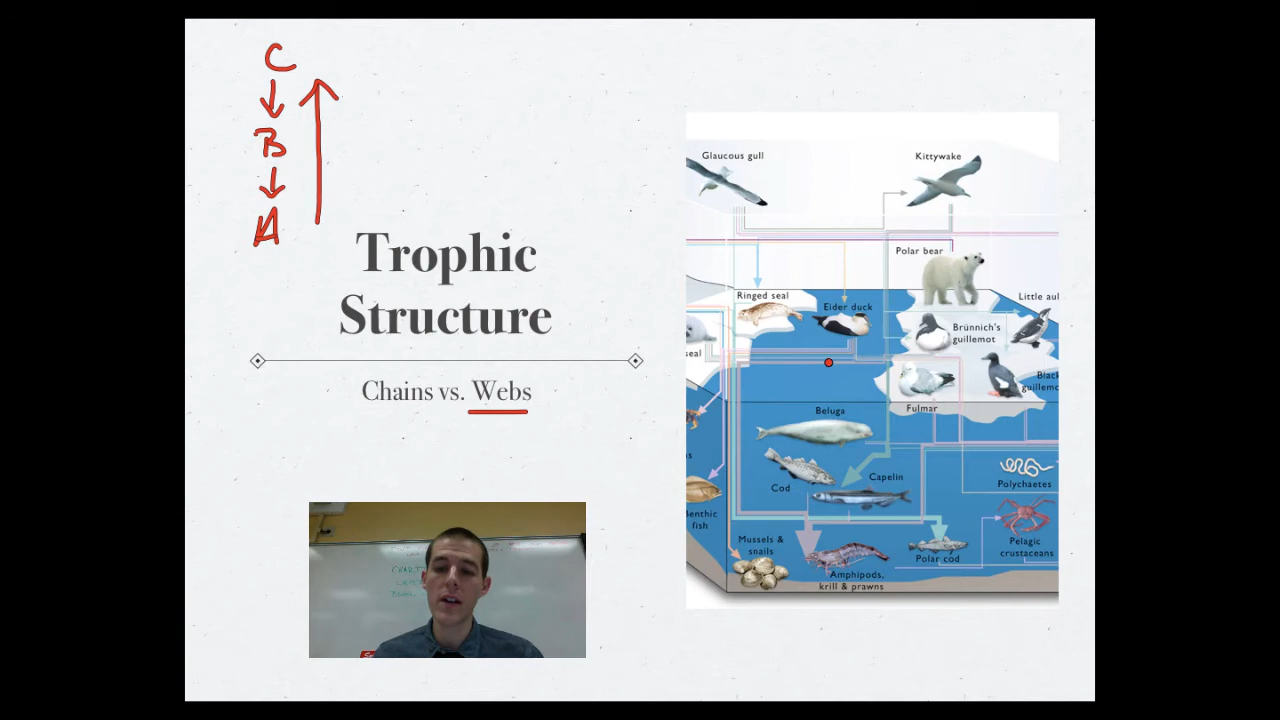 C
B
A
Trophic
Structure
Chains vs. Webs
Glaucous gull
Kittywake
Polar bear
Ringed seal
Eider duck
Little au
Brünnich's
guillemot
seal
Black
guillemo
Fulmar
Beluga
Cod
Capelin
Polychaetes
Benthic
fish
Mussels &
snails
Amphipods,
krill & prawns
Polar cod
Pelagic
crustaceans